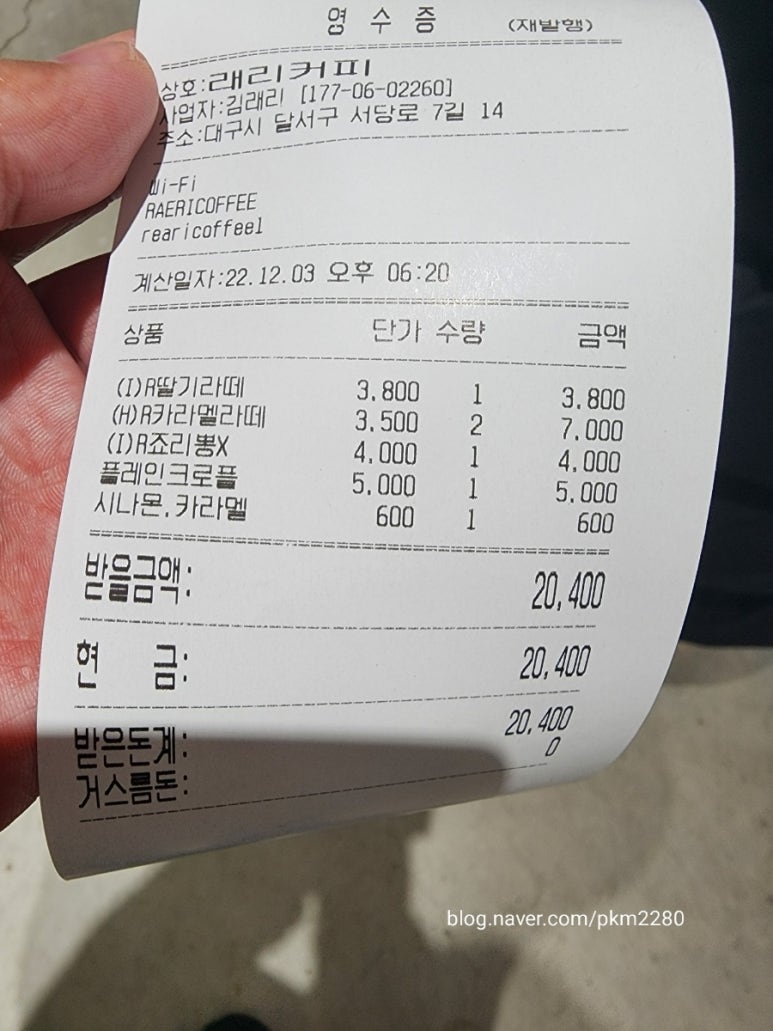 영 수 증 (재발행)
상호:래리커피
사업자:김래리 [177-06-02260]
주소:대구시 달서구 서당로 7길 14
Wi-Fi
RAERICOFFEE
rearicoffee1
계산일자:22.12.03 오후 06:20
상품 단가 수량 금액
(I)R딸기라떼 3,800 1 3,800
(H)R카라멜라떼 3,500 2 7,000
(I)R죠리뽕X 4,000 1 4,000
플레인크로플 5,000 1 5,000
시나몬,카라멜 600 1 600
받을금액: 20,400
현 금: 20,400
받은돈계: 20,400
거스름돈: 0
blog.naver.com/pkm2280